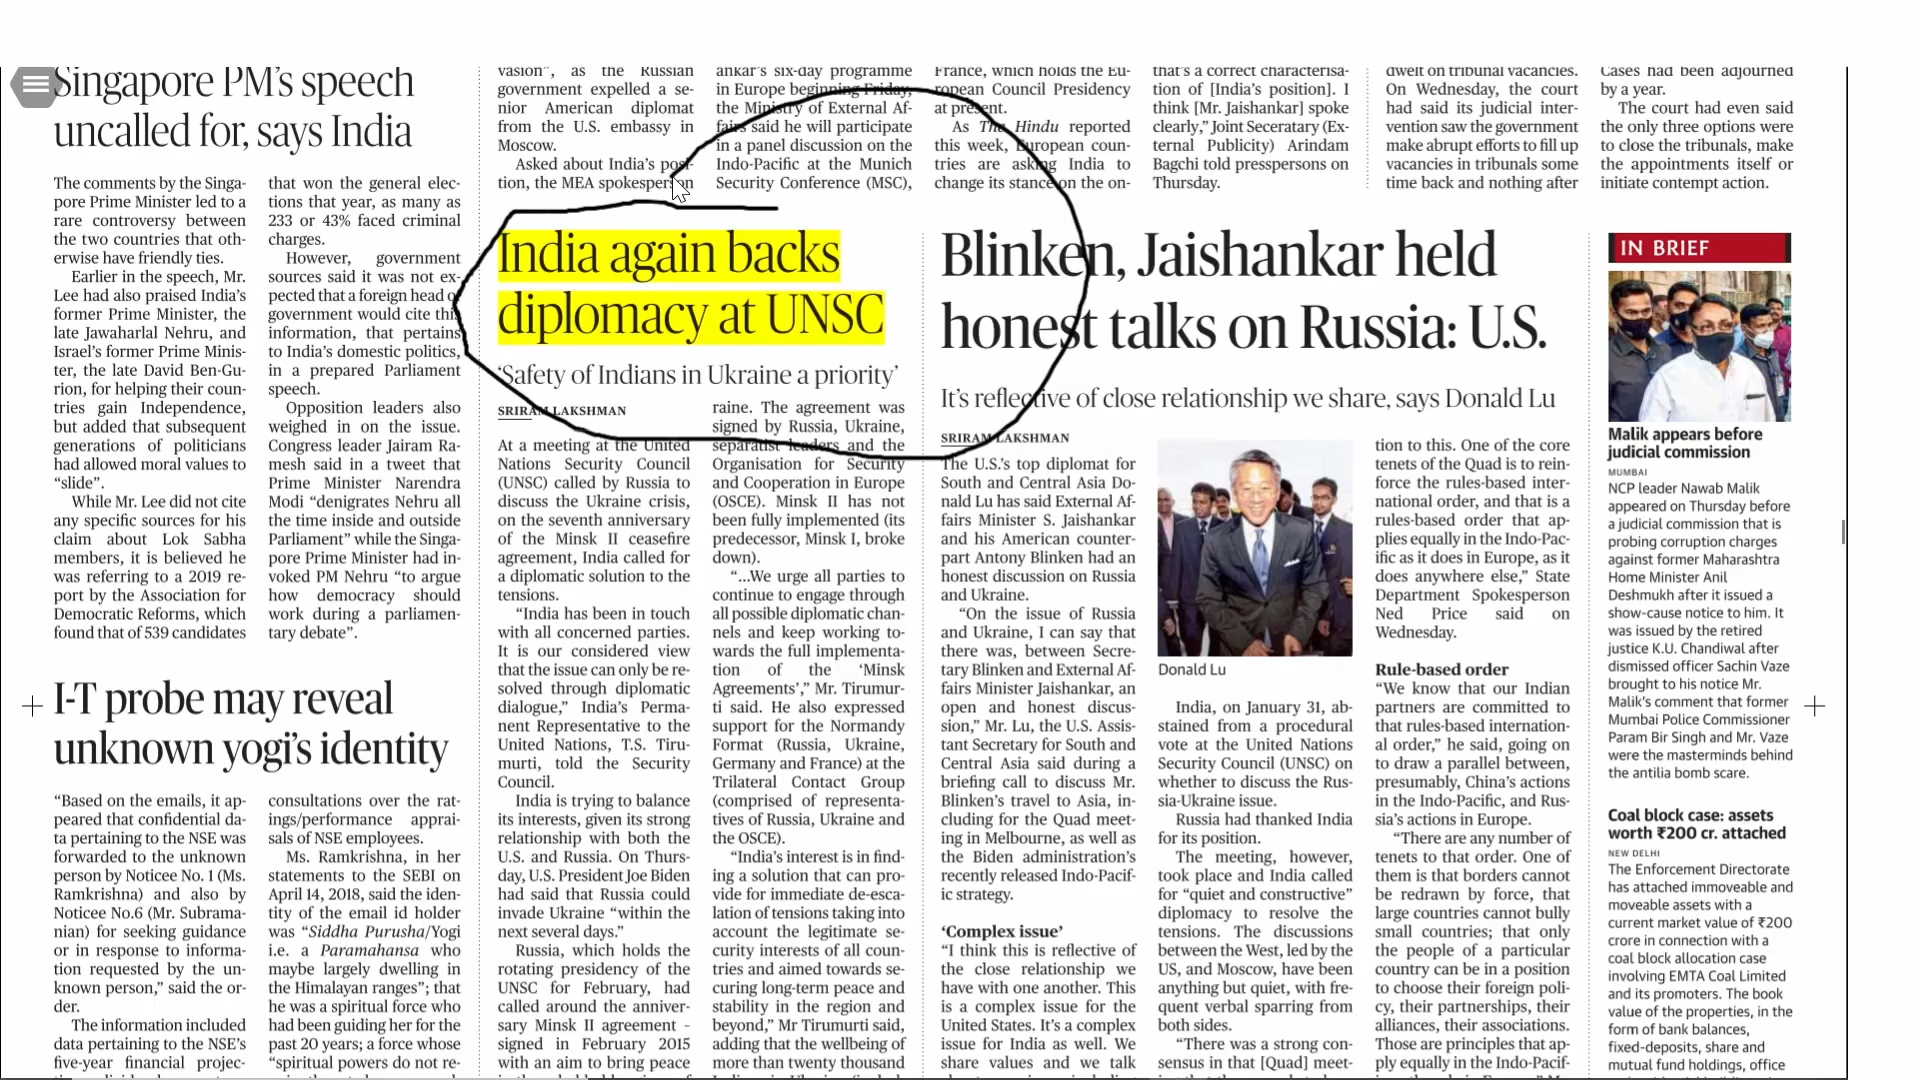 Singapore PM's speech
uncalled for, says India
The comments by the Singa-
pore Prime Minister led to a
rare controversy between
the two countries that oth-
erwise have friendly ties.
Earlier in the speech, Mr.
Lee had also praised India's
former Prime Minister, the
late Jawaharlal Nehru, and
Israel's former Prime Minis-
ter, the late David Ben-Gu-
rion, for helping their coun-
tries gain Independence,
but added that subsequent
generations of politicians
had allowed moral values to
“slide”.
While Mr. Lee did not cite
any specific sources for his
claim about Lok Sabha
members, it is believed he
was referring to a 2019 re-
port by the Association for
Democratic Reforms, which
found that of 539 candidates
that won the general elec-
tions that year, as many as
233 or 43% faced criminal
charges.
However, government
sources said it was not ex-
pected that a foreign head of
government would cite this
information, that pertains
to India's domestic politics,
in a prepared Parliament
speech.
Opposition leaders also
weighed in on the issue.
Congress leader Jairam Ra-
mesh said in a tweet that
Prime Minister Narendra
Modi “denigrates Nehru all
the time inside and outside
Parliament” while the Singa-
pore Prime Minister had in-
voked PM Nehru “to argue
how democracy should
work during a parliamen-
tary debate”.
I-T probe may reveal
unknown yogi's identity
“Based on the emails, it ap-
peared that confidential da-
ta pertaining to the NSE was
forwarded to the unknown
person by Noticee No. 1 (Ms.
Ramkrishna) and also by
Noticee No.6 (Mr. Subrama-
nian) for seeking guidance
or in response to informa-
tion requested by the un-
known person,” said the or-
der.
The information included
data pertaining to the NSE's
five-year financial projec-
consultations over the rat-
ings/performance apprai-
sals of NSE employees.
Ms. Ramkrishna, in her
statements to the SEBI on
April 14, 2018, said the iden-
tity of the email id holder
was “Siddha Purusha/Yogi
i.e. a Paramahansa who
maybe largely dwelling in
the Himalayan ranges”; that
he was a spiritual force who
had been guiding her for the
past 20 years; a force whose
“spiritual powers do not re-
vasion”, as the Russian
government expelled a se-
nior American diplomat
from the U.S. embassy in
Moscow.
Asked about India's posi-
tion, the MEA spokesperson
ankar's six-day programme
in Europe beginning Friday,
the Ministry of External Af-
fairs said he will participate
in a panel discussion on the
Indo-Pacific at the Munich
Security Conference (MSC),
France, which holds the Eu-
ropean Council Presidency
at present.
As The Hindu reported
this week, European coun-
tries are asking India to
change its stance on the on-
that's a correct characterisa-
tion of [India's position]. I
think [Mr. Jaishankar] spoke
clearly,” Joint Seceratary (Ex-
ternal Publicity) Arindam
Bagchi told presspersons on
Thursday.
dwelt on tribunal vacancies.
On Wednesday, the court
had said its judicial inter-
vention saw the government
make abrupt efforts to fill up
vacancies in tribunals some
time back and nothing after
Cases had been adjourned
by a year.
The court had even said
the only three options were
to close the tribunals, make
the appointments itself or
initiate contempt action.
India again backs
diplomacy at UNSC
‘Safety of Indians in Ukraine a priority’
SRIRAM LAKSHMAN
At a meeting at the United
Nations Security Council
(UNSC) called by Russia to
discuss the Ukraine crisis,
on the seventh anniversary
of the Minsk II ceasefire
agreement, India called for
a diplomatic solution to the
tensions.
“India has been in touch
with all concerned parties.
It is our considered view
that the issue can only be re-
solved through diplomatic
dialogue,” India's Perma-
nent Representative to the
United Nations, T.S. Tiru-
murti, told the Security
Council.
India is trying to balance
its interests, given its strong
relationship with both the
U.S. and Russia. On Thurs-
day, U.S. President Joe Biden
had said that Russia could
invade Ukraine “within the
next several days.”
Russia, which holds the
rotating presidency of the
UNSC for February, had
called around the anniver-
sary Minsk II agreement -
signed in February 2015
with an aim to bring peace
raine. The agreement was
signed by Russia, Ukraine,
separatist leaders and the
Organisation for Security
and Cooperation in Europe
(OSCE). Minsk II has not
been fully implemented (its
predecessor, Minsk I, broke
down).
“...We urge all parties to
continue to engage through
all possible diplomatic chan-
nels and keep working to-
wards the full implementa-
tion of the ‘Minsk
Agreements’,” Mr. Tirumur-
ti said. He also expressed
support for the Normandy
Format (Russia, Ukraine,
Germany and France) at the
Trilateral Contact Group
(comprised of representa-
tives of Russia, Ukraine and
the OSCE).
“India's interest is in find-
ing a solution that can pro-
vide for immediate de-esca-
lation of tensions taking into
account the legitimate se-
curity interests of all coun-
tries and aimed towards se-
curing long-term peace and
stability in the region and
beyond,” Mr Tirumurti said,
adding that the wellbeing of
more than twenty thousand
Blinken, Jaishankar held
honest talks on Russia: U.S.
It's reflective of close relationship we share, says Donald Lu
SRIRAM LAKSHMAN
The U.S.'s top diplomat for
South and Central Asia Do-
nald Lu has said External Af-
fairs Minister S. Jaishankar
and his American counter-
part Antony Blinken had an
honest discussion on Russia
and Ukraine.
“On the issue of Russia
and Ukraine, I can say that
there was, between Secre-
tary Blinken and External Af-
fairs Minister Jaishankar, an
open and honest discus-
sion,” Mr. Lu, the U.S. Assis-
tant Secretary for South and
Central Asia said during a
briefing call to discuss Mr.
Blinken's travel to Asia, in-
cluding for the Quad meet-
ing in Melbourne, as well as
the Biden administration's
recently released Indo-Pacif-
ic strategy.
‘Complex issue’
“I think this is reflective of
the close relationship we
have with one another. This
is a complex issue for the
United States. It's a complex
issue for India as well. We
share values and we talk
Donald Lu
India, on January 31, ab-
stained from a procedural
vote at the United Nations
Security Council (UNSC) on
whether to discuss the Rus-
sia-Ukraine issue.
Russia had thanked India
for its position.
The meeting, however,
took place and India called
for “quiet and constructive”
diplomacy to resolve the
tensions. The discussions
between the West, led by the
US, and Moscow, have been
anything but quiet, with fre-
quent verbal sparring from
both sides.
“There was a strong con-
sensus in that [Quad] meet-
tion to this. One of the core
tenets of the Quad is to rein-
force the rules-based inter-
national order, and that is a
rules-based order that ap-
plies equally in the Indo-Pac-
ific as it does in Europe, as it
does anywhere else,” State
Department Spokesperson
Ned Price said on
Wednesday.
Rule-based order
“We know that our Indian
partners are committed to
that rules-based internation-
al order,” he said, going on
to draw a parallel between,
presumably, China's actions
in the Indo-Pacific, and Rus-
sia's actions in Europe.
“There are any number of
tenets to that order. One of
them is that borders cannot
be redrawn by force, that
large countries cannot bully
small countries; that only
the people of a particular
country can be in a position
to choose their foreign poli-
cy, their partnerships, their
alliances, their associations.
Those are principles that ap-
ply equally in the Indo-Pacif-
IN BRIEF
Malik appears before
judicial commission
MUMBAI
NCP leader Nawab Malik
appeared on Thursday before
a judicial commission that is
probing corruption charges
against former Maharashtra
Home Minister Anil
Deshmukh after it issued a
show-cause notice to him. It
was issued by the retired
justice K.U. Chandiwal after
dismissed officer Sachin Vaze
brought to his notice Mr.
Malik's comment that former
Mumbai Police Commissioner
Param Bir Singh and Mr. Vaze
were the masterminds behind
the antilia bomb scare.
Coal block case: assets
worth ₹200 cr. attached
NEW DELHI
The Enforcement Directorate
has attached immoveable and
moveable assets with a
current market value of ₹200
crore in connection with a
coal block allocation case
involving EMTA Coal Limited
and its promoters. The book
value of the properties, in the
form of bank balances,
fixed-deposits, share and
mutual fund holdings, office